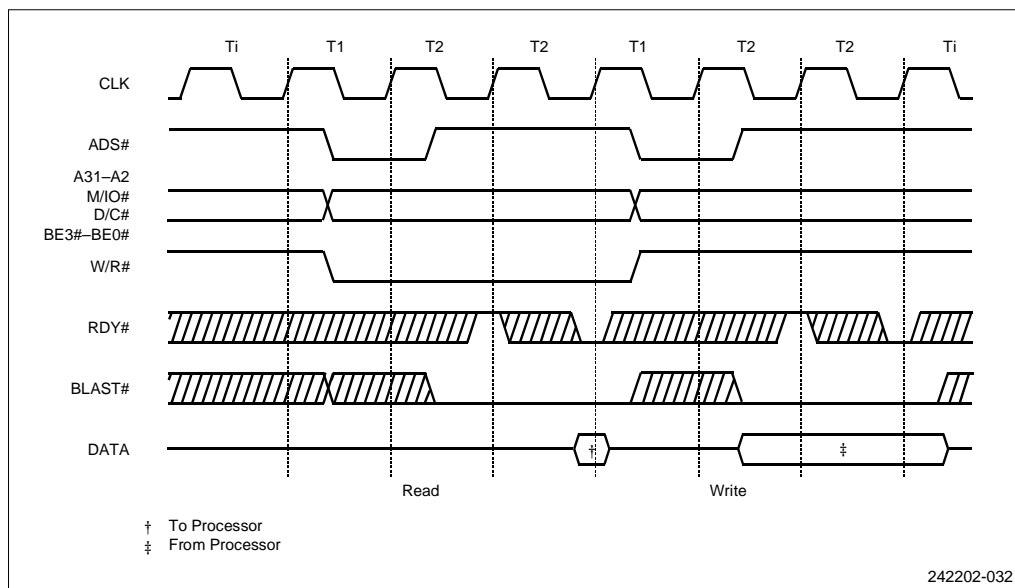 Ti T1 T2 T2 T1 T2 T2 Ti
CLK
ADS#
A31–A2
M/IO#
D/C#
BE3#–BE0#
W/R#
RDY#
BLAST#
DATA † ‡
Read Write
† To Processor
‡ From Processor
242202-032